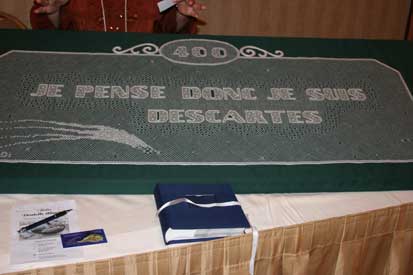 400
JE PENSE DONC JE SUIS
DESCARTES